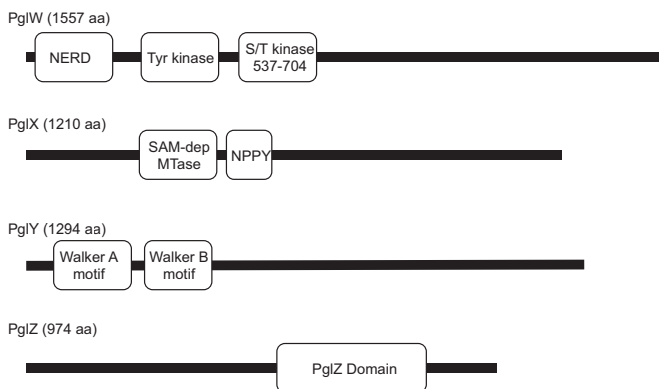 PglW (1557 aa)
NERD
Tyr kinase
S/T kinase
537-704
PglX (1210 aa)
SAM-dep
MTase
NPPY
PglY (1294 aa)
Walker A
motif
Walker B
motif
PglZ (974 aa)
PglZ Domain